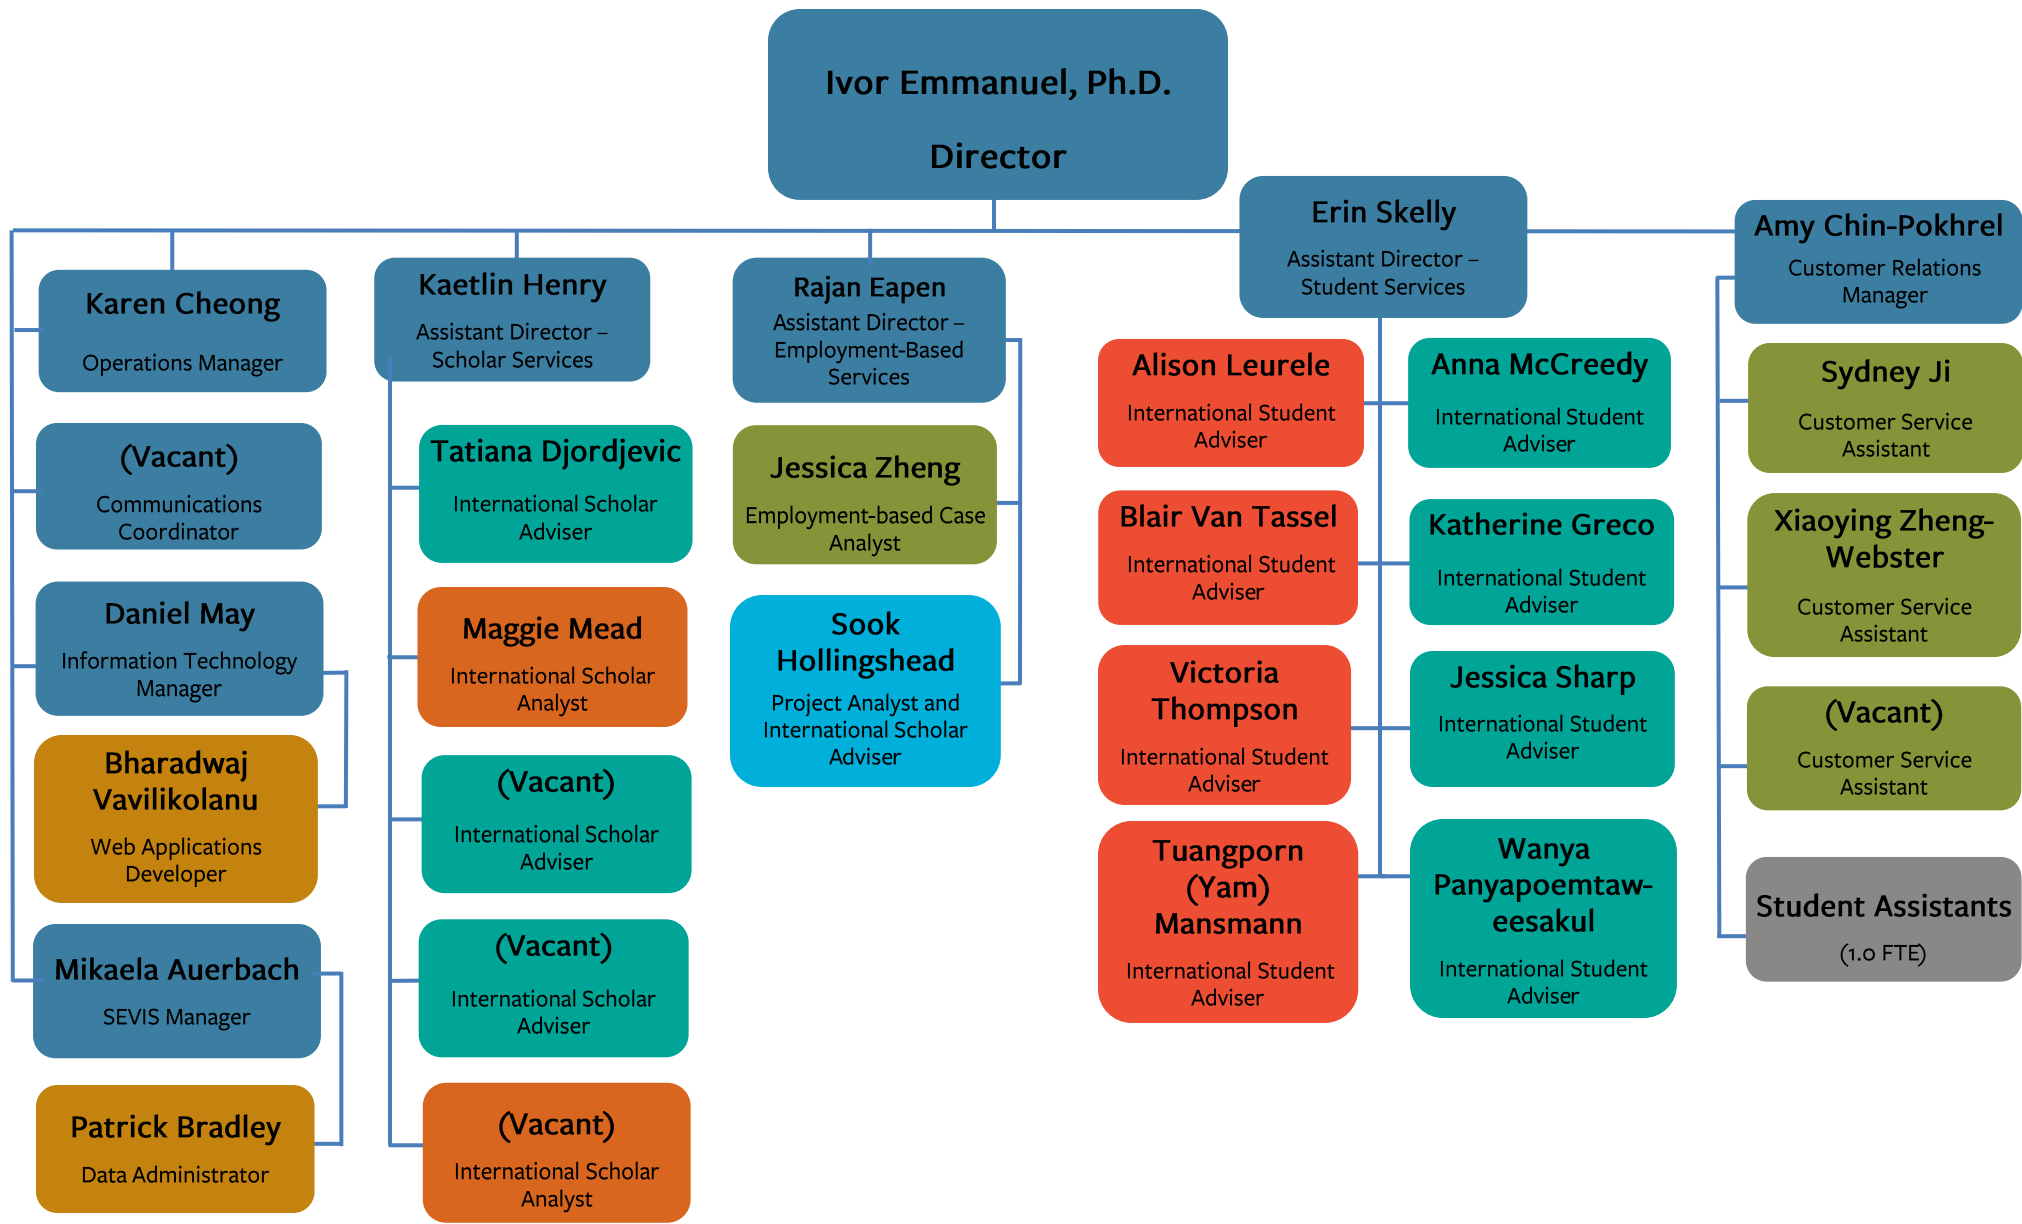 Ivor Emmanuel, Ph.D.
Director
Karen Cheong
Operations Manager
(Vacant)
Communications
Coordinator
Daniel May
Information Technology
Manager
Bharadwaj
Vavilikolanu
Web Applications
Developer
Mikaela Auerbach
SEVIS Manager
Patrick Bradley
Data Administrator
Kaetlin Henry
Assistant Director –
Scholar Services
Tatiana Djordjevic
International Scholar
Adviser
Maggie Mead
International Scholar
Analyst
(Vacant)
International Scholar
Adviser
(Vacant)
International Scholar
Adviser
(Vacant)
International Scholar
Analyst
Rajan Eapen
Assistant Director –
Employment-Based
Services
Jessica Zheng
Employment-based Case
Analyst
Sook
Hollingshead
Project Analyst and
International Scholar
Adviser
Erin Skelly
Assistant Director –
Student Services
Alison Leurele
International Student
Adviser
Blair Van Tassel
International Student
Adviser
Victoria
Thompson
International Student
Adviser
Tuangporn
(Yam)
Mansmann
International Student
Adviser
Anna McCreedy
International Student
Adviser
Katherine Greco
International Student
Adviser
Jessica Sharp
International Student
Adviser
Wanya
Panyapoemtaw-
eesakul
International Student
Adviser
Amy Chin-Pokhrel
Customer Relations
Manager
Sydney Ji
Customer Service
Assistant
Xiaoying Zheng-
Webster
Customer Service
Assistant
(Vacant)
Customer Service
Assistant
Student Assistants
(1.0 FTE)